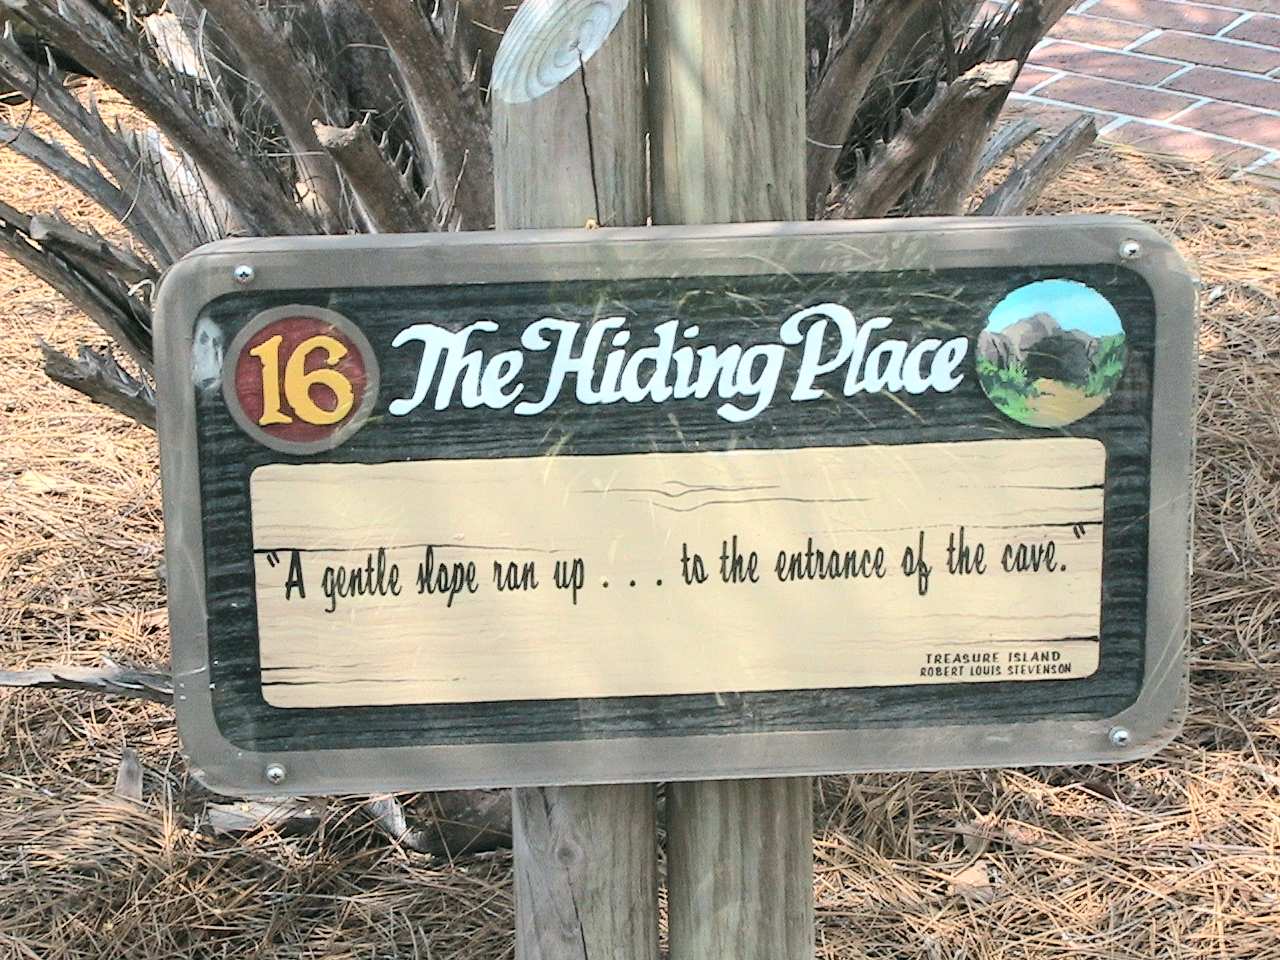 16 The Hiding Place
"A gentle slope ran up . . . to the entrance of the cave."
TREASURE ISLAND
ROBERT LOUIS STEVENSON